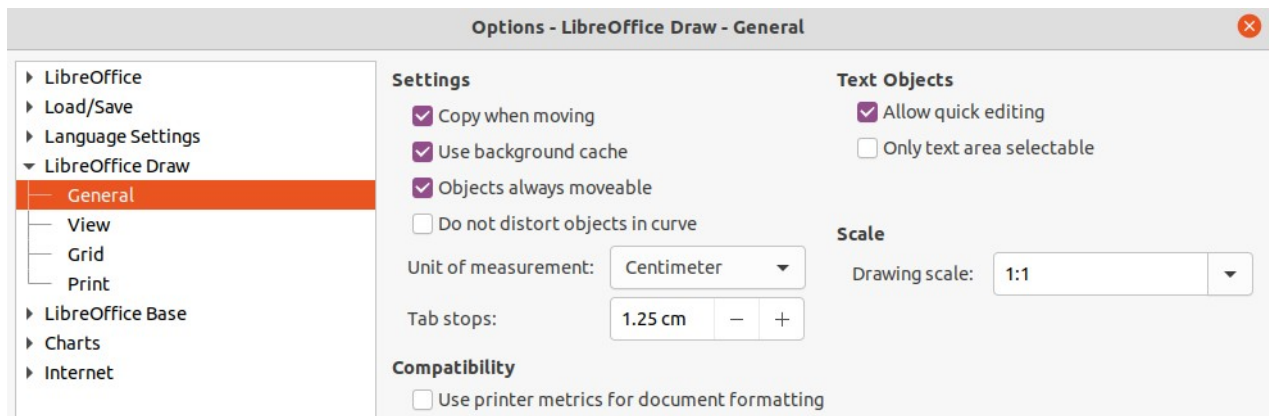 Options - LibreOffice Draw - General
LibreOffice
Load/Save
Language Settings
LibreOffice Draw
General
View
Grid
Print
LibreOffice Base
Charts
Internet
Settings
Copy when moving
Use background cache
Objects always moveable
Do not distort objects in curve
Unit of measurement: Centimeter
Tab stops: 1.25 cm
Compatibility
Use printer metrics for document formatting
Text Objects
Allow quick editing
Only text area selectable
Scale
Drawing scale: 1:1